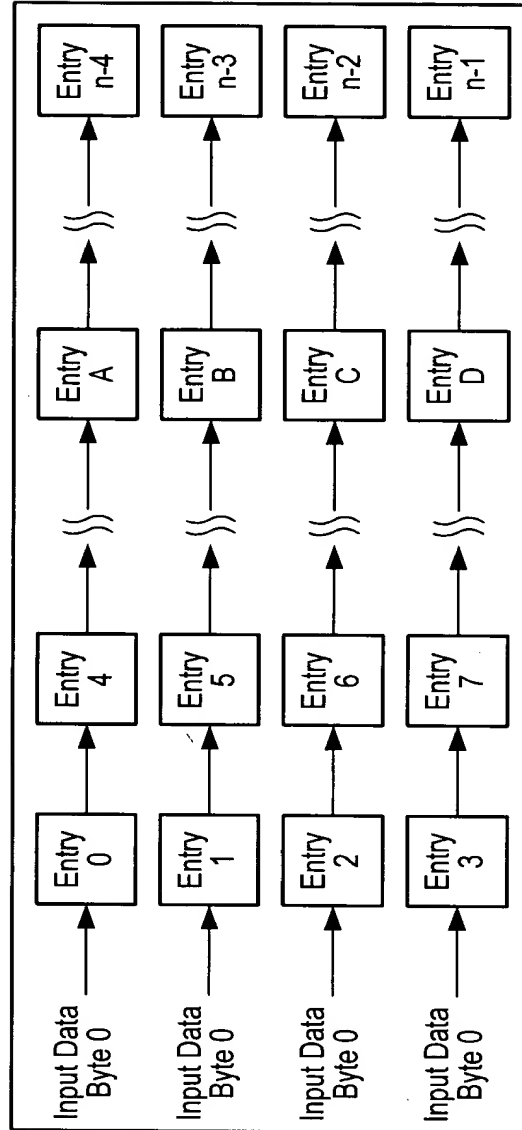 Input Data
Byte 0
Entry
0
Entry
4
Entry
A
Entry
n-4
Input Data
Byte 0
Entry
1
Entry
5
Entry
B
Entry
n-3
Input Data
Byte 0
Entry
2
Entry
6
Entry
C
Entry
n-2
Input Data
Byte 0
Entry
3
Entry
7
Entry
D
Entry
n-1